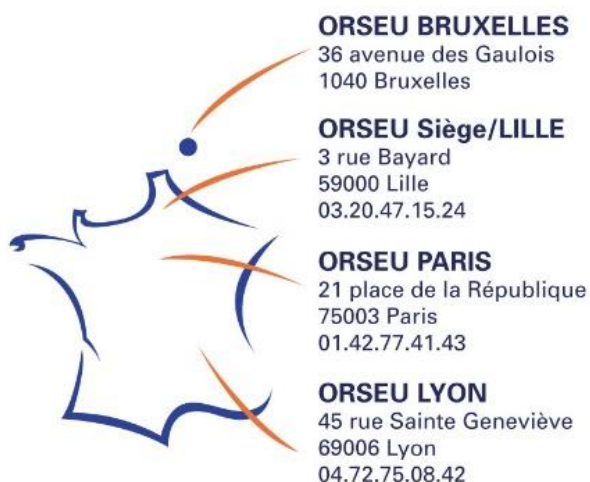 ORSEU BRUXELLES
36 avenue des Gaulois
1040 Bruxelles
ORSEU Siège/LILLE
3 rue Bayard
59000 Lille
03.20.47.15.24
ORSEU PARIS
21 place de la République
75003 Paris
01.42.77.41.43
ORSEU LYON
45 rue Sainte Geneviève
69006 Lyon
04.72.75.08.42